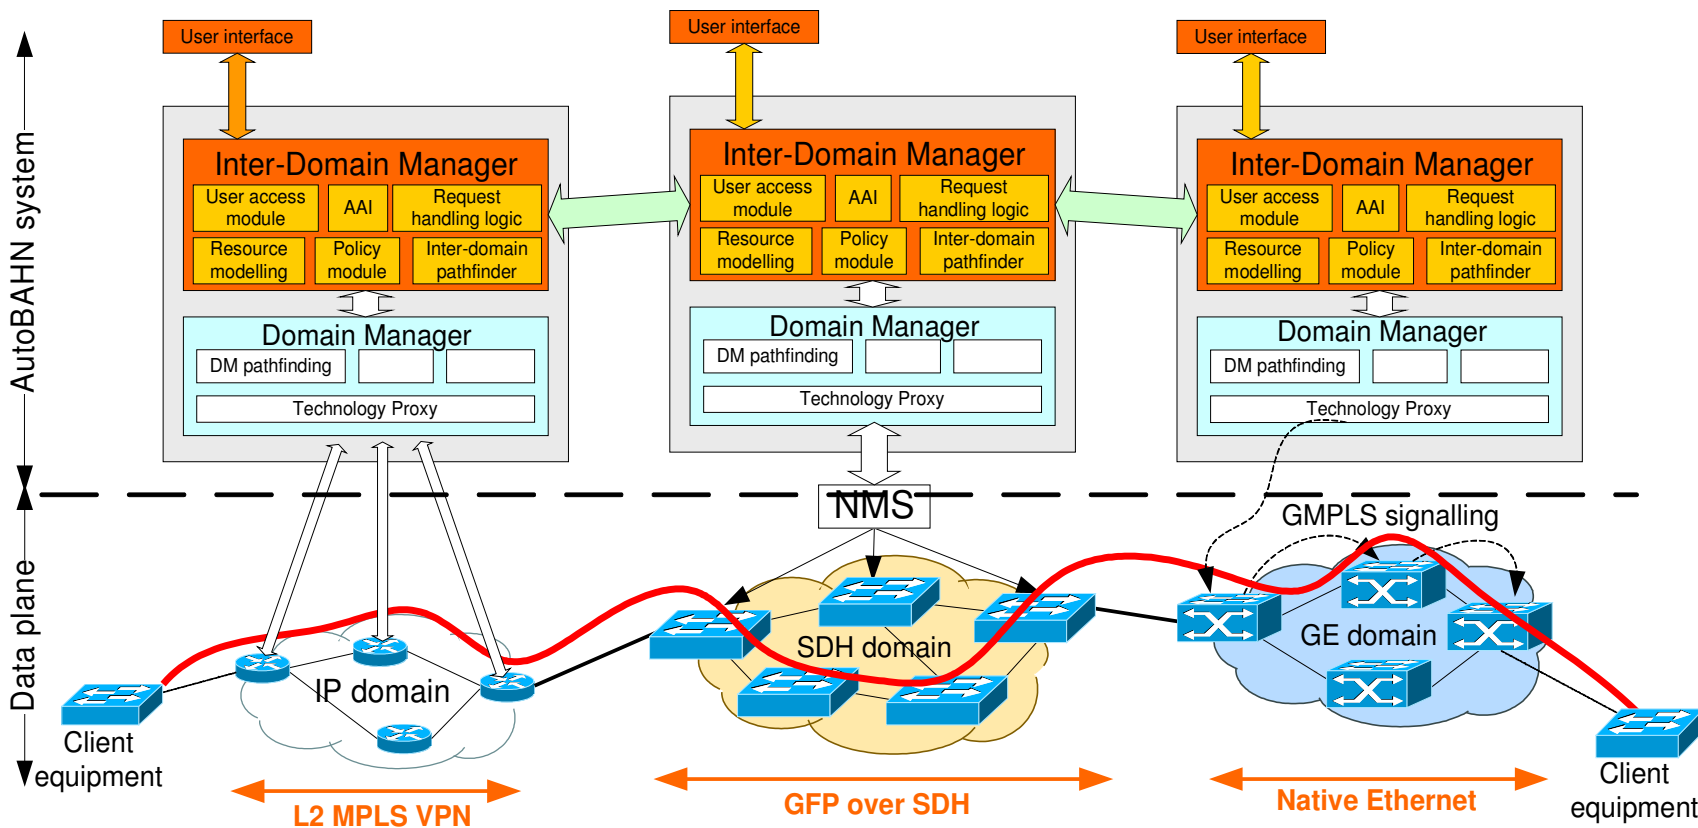 User interface
User interface
User interface
AutoBAHN system
Inter-Domain Manager
User access
module
AAI
Request
handling logic
Resource
modelling
Policy
module
Inter-domain
pathfinder
Domain Manager
DM pathfinding
Technology Proxy
Inter-Domain Manager
User access
module
AAI
Request
handling logic
Resource
modelling
Policy
module
Inter-domain
pathfinder
Domain Manager
DM pathfinding
Technology Proxy
Inter-Domain Manager
User access
module
AAI
Request
handling logic
Resource
modelling
Policy
module
Inter-domain
pathfinder
Domain Manager
DM pathfinding
Technology Proxy
Data plane
NMS
GMPLS signalling
IP domain
SDH domain
GE domain
Client
equipment
Client
equipment
L2 MPLS VPN
GFP over SDH
Native Ethernet